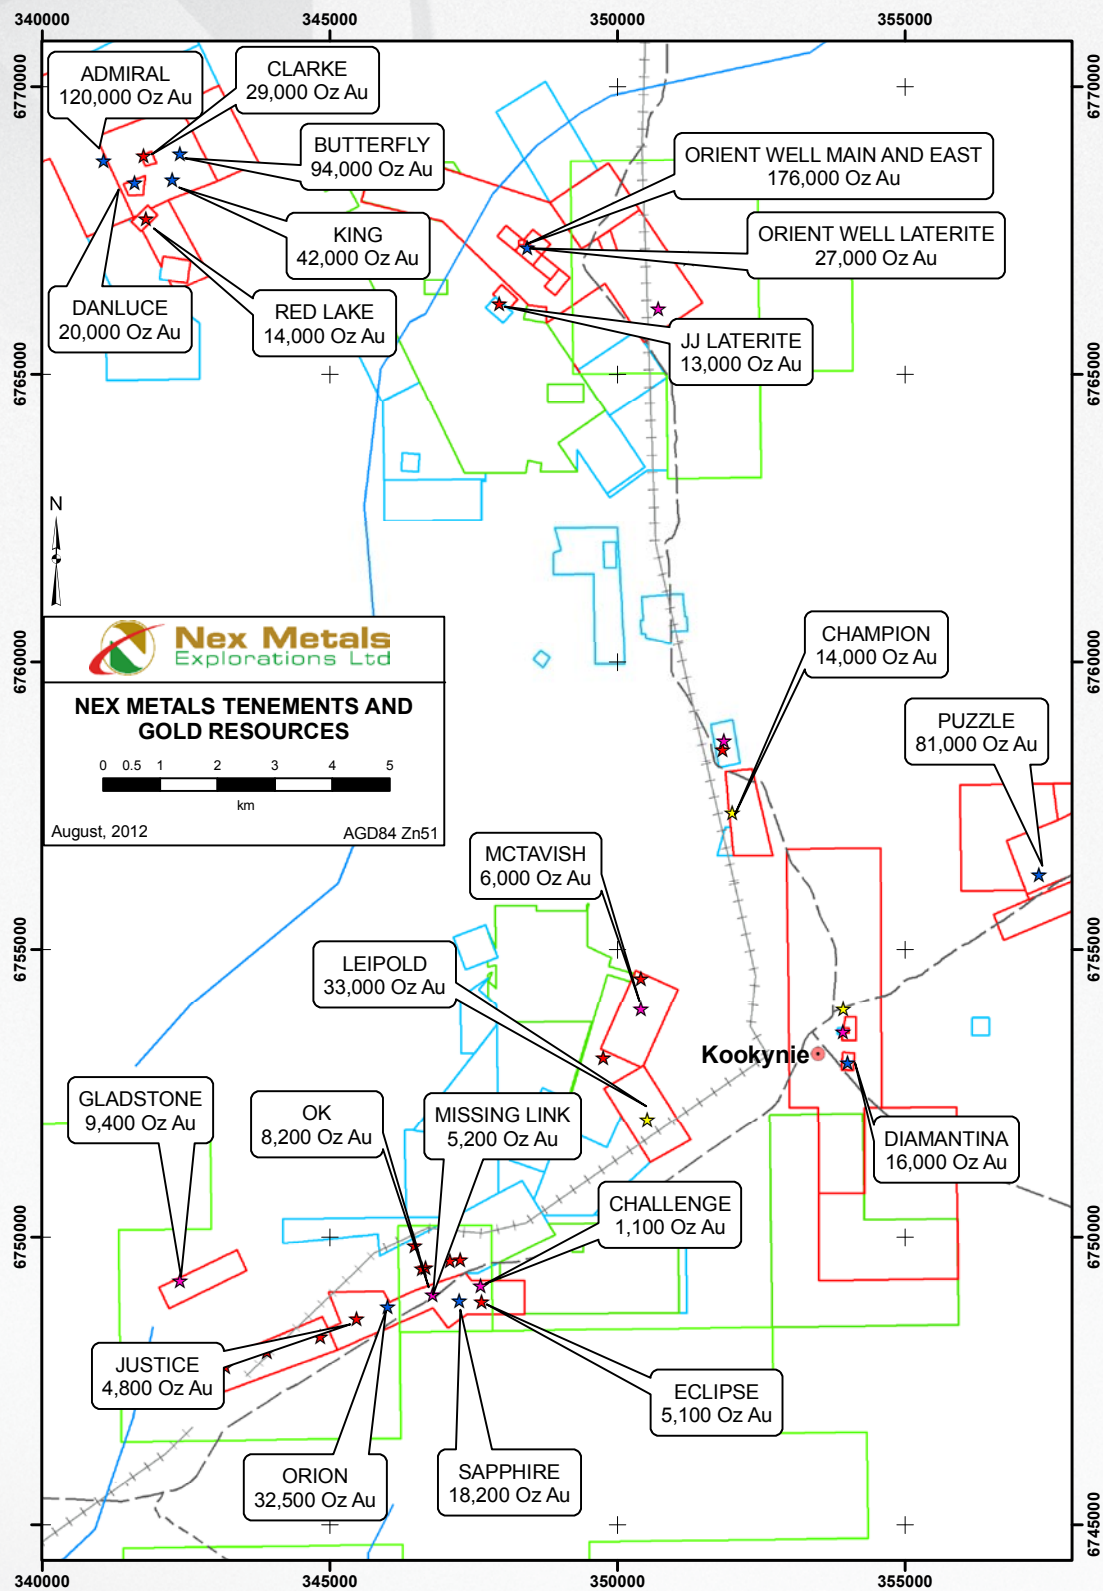 340000
345000
350000
355000
6770000
6770000
ADMIRAL
120,000 Oz Au
CLARKE
29,000 Oz Au
BUTTERFLY
94,000 Oz Au
ORIENT WELL MAIN AND EAST
176,000 Oz Au
KING
42,000 Oz Au
ORIENT WELL LATERITE
27,000 Oz Au
DANLUCE
20,000 Oz Au
RED LAKE
14,000 Oz Au
JJ LATERITE
13,000 Oz Au
6765000
6765000
N
Nex Metals
Explorations Ltd
NEX METALS TENEMENTS AND
GOLD RESOURCES
0 0.5 1 2 3 4 5
km
August, 2012
AGD84 Zn51
6760000
6760000
CHAMPION
14,000 Oz Au
PUZZLE
81,000 Oz Au
MCTAVISH
6,000 Oz Au
LEIPOLD
33,000 Oz Au
6755000
6755000
Kookynie
GLADSTONE
9,400 Oz Au
OK
8,200 Oz Au
MISSING LINK
5,200 Oz Au
DIAMANTINA
16,000 Oz Au
CHALLENGE
1,100 Oz Au
6750000
6750000
JUSTICE
4,800 Oz Au
ECLIPSE
5,100 Oz Au
ORION
32,500 Oz Au
SAPPHIRE
18,200 Oz Au
6745000
6745000
340000
345000
350000
355000